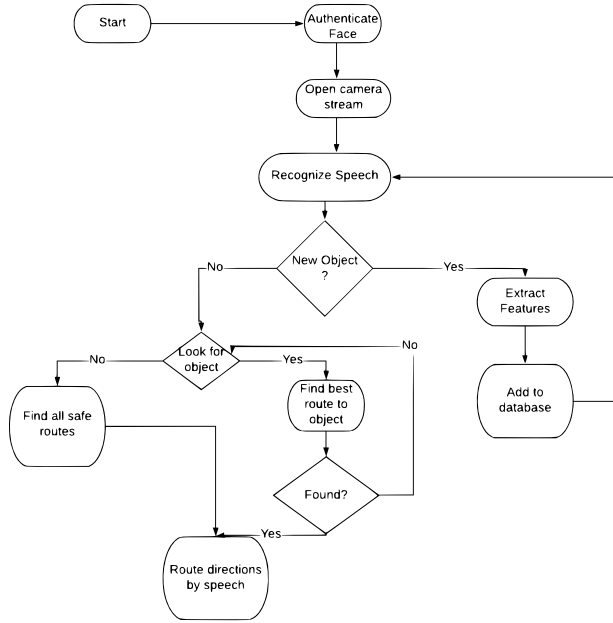 Start
Authenticate
Face
Open camera
stream
Recognize Speech
New Object
?
No
Yes
Extract
Features
Look for
object
No
Yes
No
Find best
route to
object
Find all safe
routes
Add to
database
Found?
Yes
Route directions
by speech